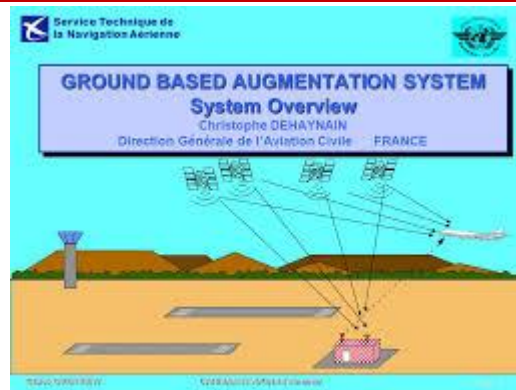 Service Technique de
la Navigation Aérienne
GROUND BASED AUGMENTATION SYSTEM
System Overview
Christophe DEHAYNAIN
Direction Générale de l'Aviation Civile FRANCE